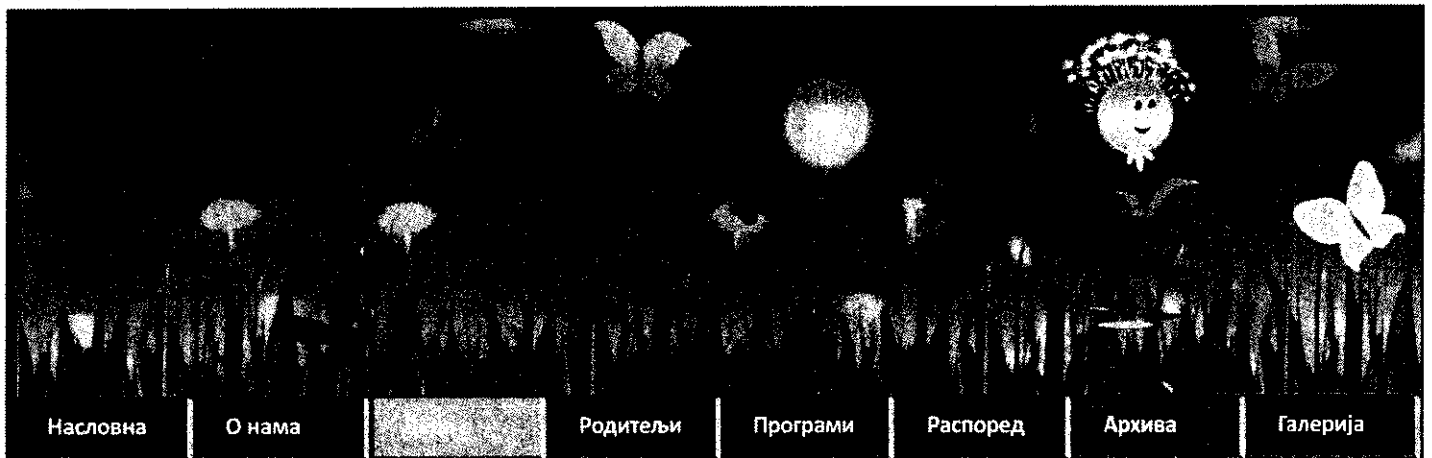 Насловна
О нама
Родитељи
Програми
Распоред
Архива
Галерија